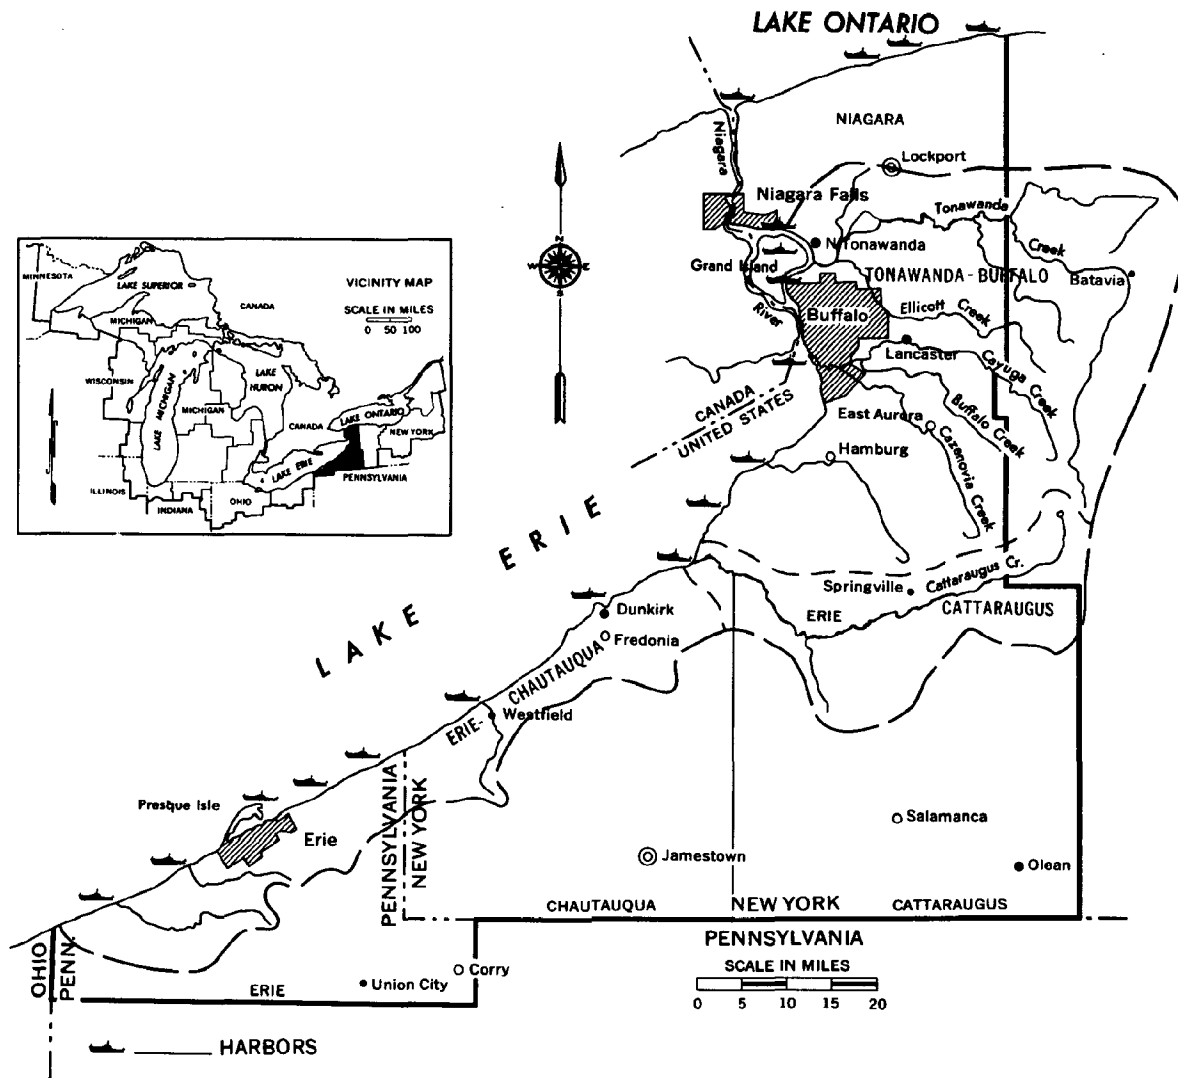 LAKE ONTARIO
NIAGARA
Niagara
Lockport
Niagara Falls
Tonawanda
Creek
N. Tonawanda
Grand Island
TONAWANDA - BUFFALO
Batavia
River
Buffalo
Ellicott Creek
Lancaster
Cayuga Creek
CANADA
UNITED STATES
East Aurora
Buffalo Creek
Cazenovia Creek
Hamburg
VICINITY MAP
SCALE IN MILES
0 50 100
MINNESOTA
LAKE SUPERIOR
CANADA
MICHIGAN
WISCONSIN
LAKE MICHIGAN
LAKE HURON
MICHIGAN
CANADA
LAKE ONTARIO
NEW YORK
LAKE ERIE
PENNSYLVANIA
ILLINOIS
INDIANA
OHIO
N
W E
S
LAKE ERIE
Springville
Cattaraugus Cr.
ERIE
CATTARAUGUS
Dunkirk
Fredonia
ERIE-CHAUTAUQUA
Westfield
Presque Isle
Erie
PENNSYLVANIA
NEW YORK
Salamanca
Jamestown
Olean
CHAUTAUQUA
NEW YORK
CATTARAUGUS
PENNSYLVANIA
OHIO
PENN.
Corry
Union City
ERIE
SCALE IN MILES
0 5 10 15 20
HARBORS